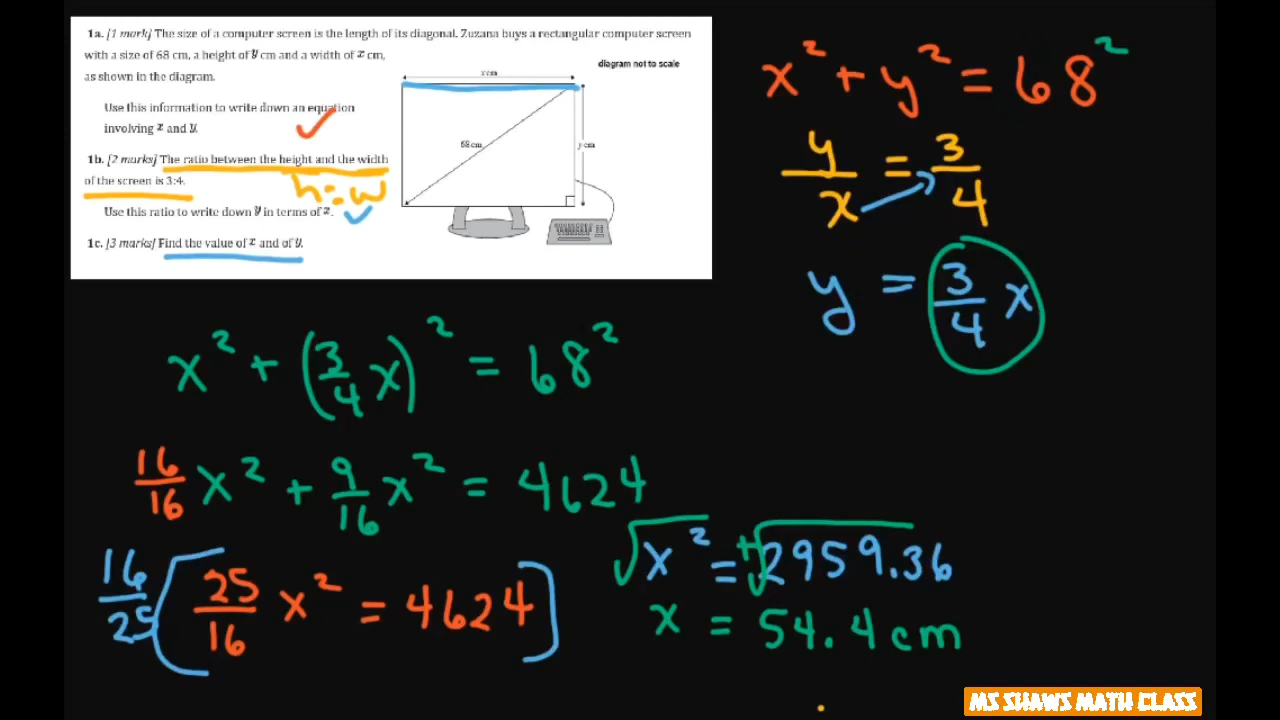 1a. [1 mark] The size of a computer screen is the length of its diagonal. Zuzana buys a rectangular computer screen
with a size of 68 cm, a height of y cm and a width of x cm,
as shown in the diagram.
diagram not to scale
x cm
68 cm
y cm
Use this information to write down an equation
involving x and y.
1b. [2 marks] The ratio between the height and the width
of the screen is 3:4.
h:w
Use this ratio to write down y in terms of x.
1c. [3 marks] Find the value of x and of y.
x² + y² = 68²
y/x = 3/4
y = 3/4 x
x² + (3/4 x)² = 68²
16/16 x² + 9/16 x² = 4624
16/25 [25/16 x² = 4624]
√x² = ±√2959.36
x = 54.4 cm
MS SHAWS MATH CLASS